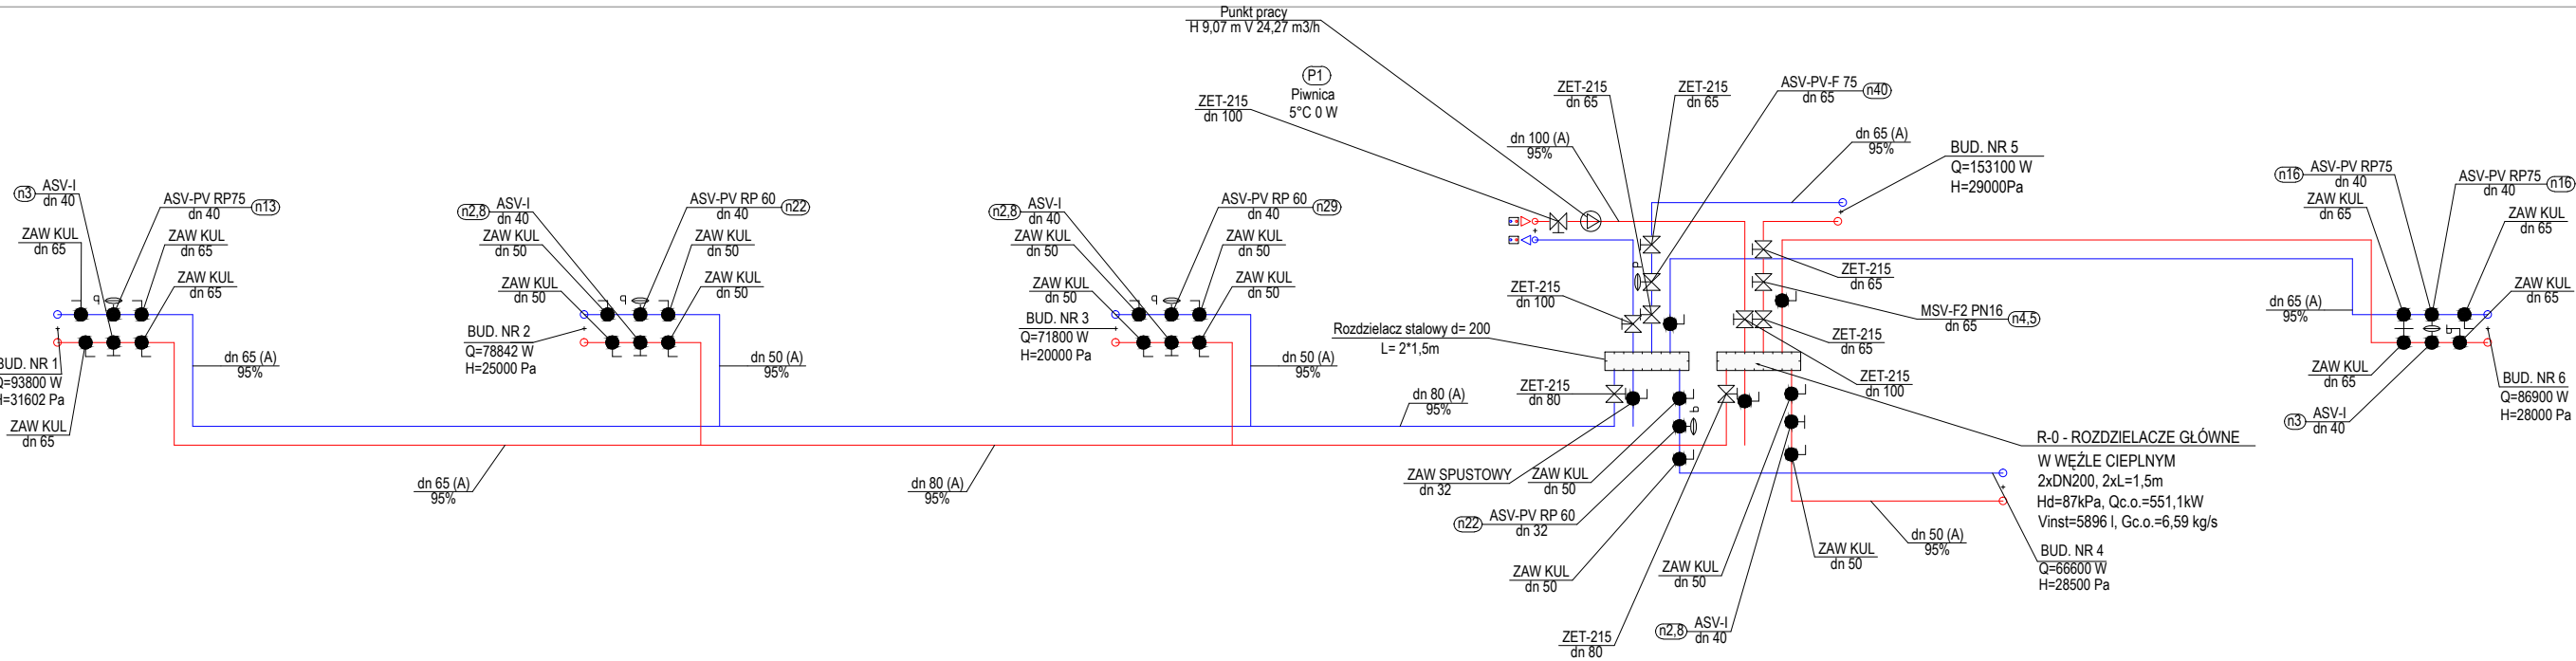 Punkt pracy
H 9,07 m V 24,27 m3/h
P1
Piwnica
5°C 0 W
ZET-215
dn 100
ZET-215
dn 65
ZET-215
dn 65
ASV-PV-F 75
dn 65
n40
dn 100 (A)
95%
dn 65 (A)
95%
BUD. NR 5
Q=153100 W
H=29000Pa
n3
ASV-I
dn 40
ASV-PV RP75
dn 40
n13
ZAW KUL
dn 65
ZAW KUL
dn 65
ZAW KUL
dn 65
BUD. NR 1
Q=93800 W
H=31602 Pa
ZAW KUL
dn 65
dn 65 (A)
95%
n2,8
ASV-I
dn 40
ASV-PV RP 60
dn 40
n22
ZAW KUL
dn 50
ZAW KUL
dn 50
ZAW KUL
dn 50
ZAW KUL
dn 50
BUD. NR 2
Q=78842 W
H=25000 Pa
dn 50 (A)
95%
n2,8
ASV-I
dn 40
ASV-PV RP 60
dn 40
n29
ZAW KUL
dn 50
ZAW KUL
dn 50
ZAW KUL
dn 50
ZAW KUL
dn 50
BUD. NR 3
Q=71800 W
H=20000 Pa
dn 50 (A)
95%
dn 65 (A)
95%
dn 80 (A)
95%
dn 80 (A)
95%
ZET-215
dn 100
Rozdzielacz stalowy d= 200
L= 2*1,5m
ZET-215
dn 80
ZET-215
dn 65
MSV-F2 PN16
dn 65
n4,5
ZET-215
dn 65
ZET-215
dn 100
ZAW SPUSTOWY
dn 32
ZAW KUL
dn 50
n22
ASV-PV RP 60
dn 32
ZAW KUL
dn 50
ZET-215
dn 80
ZAW KUL
dn 50
n2,8
ASV-I
dn 40
ZAW KUL
dn 50
dn 50 (A)
95%
R-0 - ROZDZIELACZE GŁÓWNE
W WĘŹLE CIEPLNYM
2xDN200, 2xL=1,5m
Hd=87kPa, Qc.o.=551,1kW
Vinst=5896 l, Gc.o.=6,59 kg/s
BUD. NR 4
Q=66600 W
H=28500 Pa
n16
ASV-PV RP75
dn 40
ASV-PV RP75
dn 40
n16
ZAW KUL
dn 65
ZAW KUL
dn 65
ZAW KUL
dn 65
dn 65 (A)
95%
ZAW KUL
dn 65
n3
ASV-I
dn 40
BUD. NR 6
Q=86900 W
H=28000 Pa